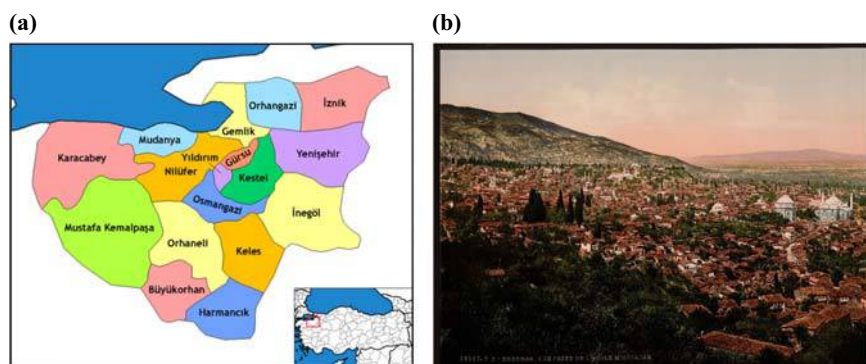 (a)
(b)
Orhangazi
İznik
Gemlik
Mudanya
Karacabey
Yıldırım
Gürsu
Yenişehir
Nilüfer
Kestel
Osmangazi
İnegöl
Mustafa Kemalpaşa
Orhaneli
Keles
Büyükorhan
Harmancık